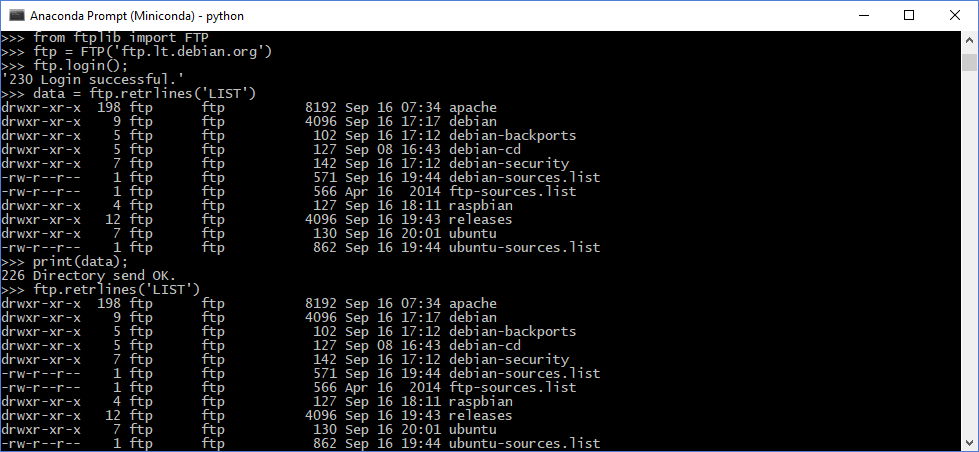 Anaconda Prompt (Miniconda) - python
>>> from ftplib import FTP
>>> ftp = FTP('ftp.lt.debian.org')
>>> ftp.login();
'230 Login successful.'
>>> data = ftp.retrlines('LIST')
drwxr-xr-x  198 ftp      ftp          8192 Sep 16 07:34 apache
drwxr-xr-x    9 ftp      ftp          4096 Sep 16 17:17 debian
drwxr-xr-x    5 ftp      ftp           102 Sep 16 17:12 debian-backports
drwxr-xr-x    5 ftp      ftp           127 Sep 08 16:43 debian-cd
drwxr-xr-x    7 ftp      ftp           142 Sep 16 17:12 debian-security
-rw-r--r--    1 ftp      ftp           571 Sep 16 19:44 debian-sources.list
-rw-r--r--    1 ftp      ftp           566 Apr 16  2014 ftp-sources.list
drwxr-xr-x    4 ftp      ftp           127 Sep 16 18:11 raspbian
drwxr-xr-x   12 ftp      ftp          4096 Sep 16 19:43 releases
drwxr-xr-x    7 ftp      ftp           130 Sep 16 20:01 ubuntu
-rw-r--r--    1 ftp      ftp           862 Sep 16 19:44 ubuntu-sources.list
>>> print(data);
226 Directory send OK.
>>> ftp.retrlines('LIST')
drwxr-xr-x  198 ftp      ftp          8192 Sep 16 07:34 apache
drwxr-xr-x    9 ftp      ftp          4096 Sep 16 17:17 debian
drwxr-xr-x    5 ftp      ftp           102 Sep 16 17:12 debian-backports
drwxr-xr-x    5 ftp      ftp           127 Sep 08 16:43 debian-cd
drwxr-xr-x    7 ftp      ftp           142 Sep 16 17:12 debian-security
-rw-r--r--    1 ftp      ftp           571 Sep 16 19:44 debian-sources.list
-rw-r--r--    1 ftp      ftp           566 Apr 16  2014 ftp-sources.list
drwxr-xr-x    4 ftp      ftp           127 Sep 16 18:11 raspbian
drwxr-xr-x   12 ftp      ftp          4096 Sep 16 19:43 releases
drwxr-xr-x    7 ftp      ftp           130 Sep 16 20:01 ubuntu
-rw-r--r--    1 ftp      ftp           862 Sep 16 19:44 ubuntu-sources.list